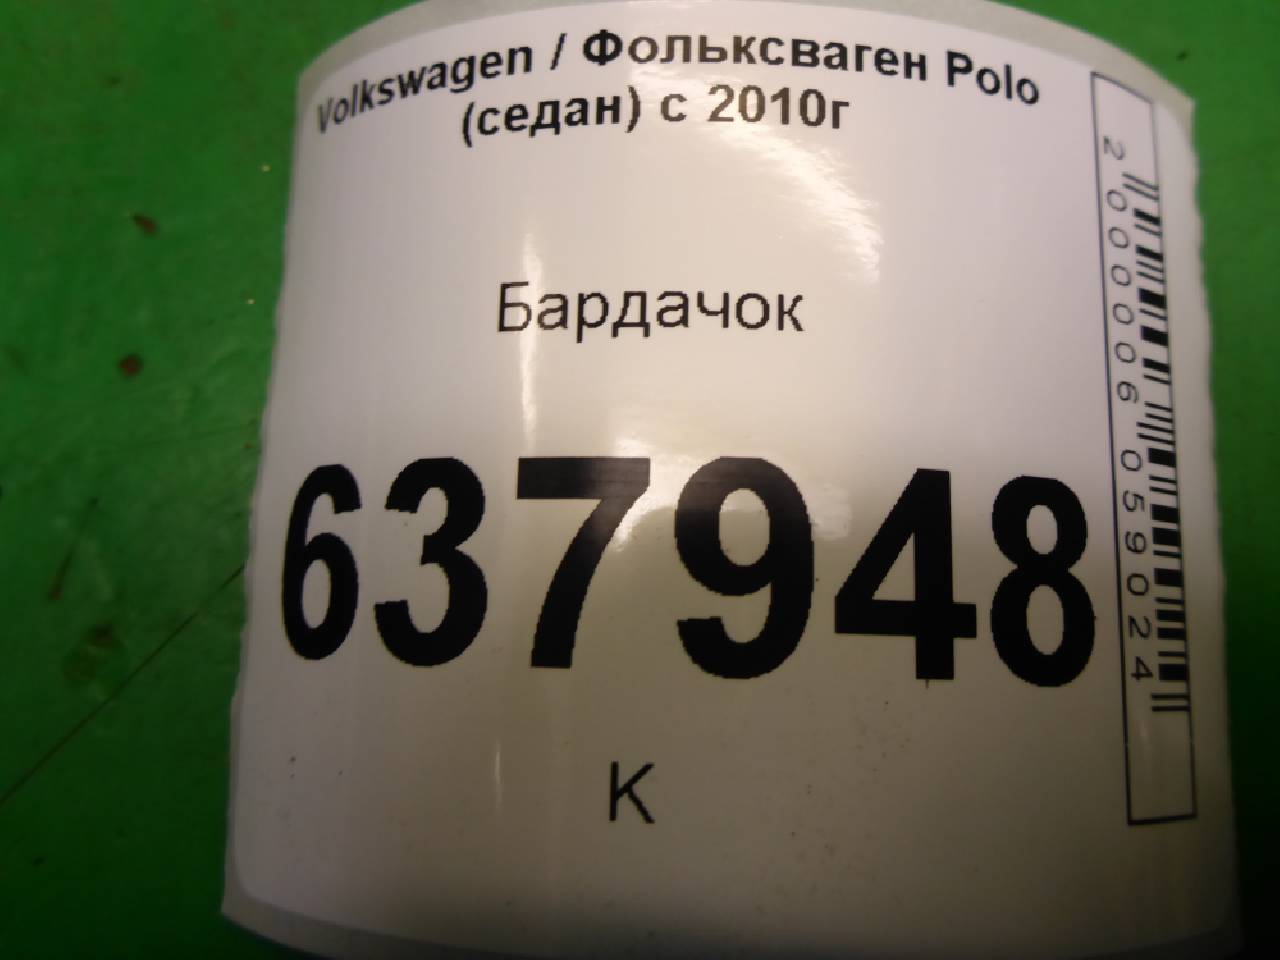 Volkswagen / Фольксваген Polo
(седан) с 2010г
Бардачок
637948
К
2000006059024